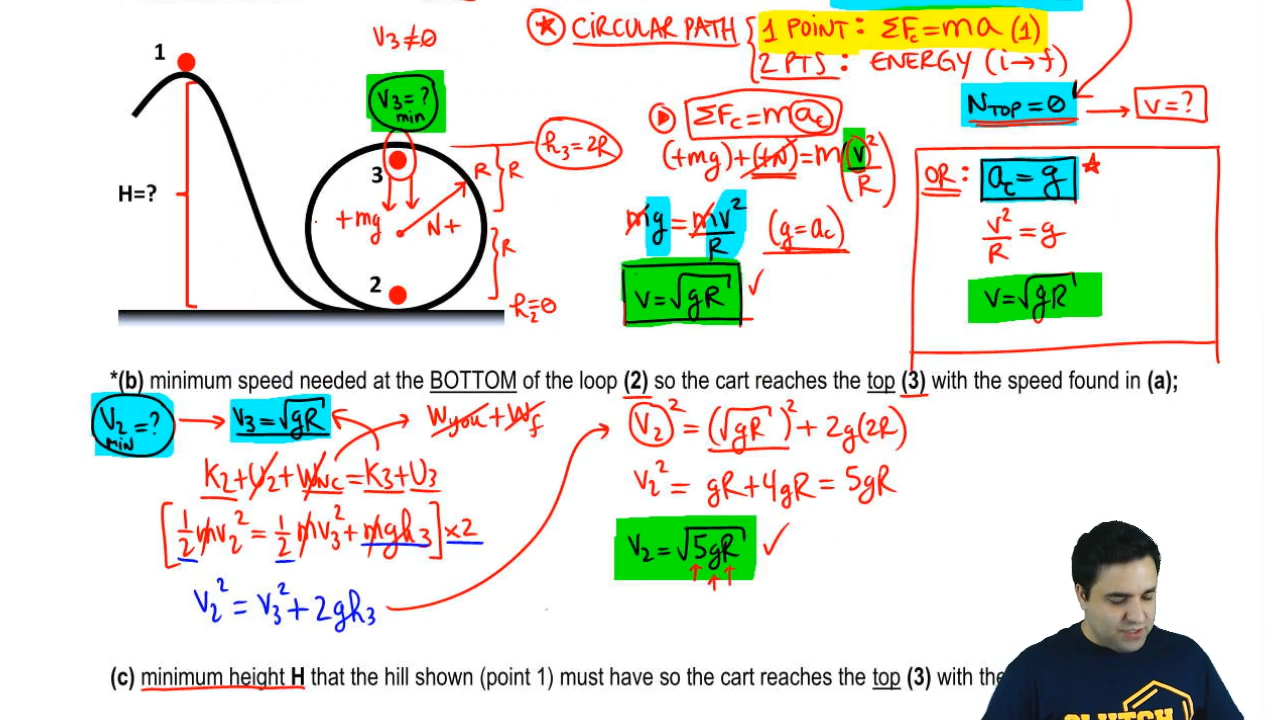 V₃≠0
* CIRCULAR PATH
1 POINT: ΣFc=ma (1)
2 PTS: ENERGY (i→f)
1
V₃=?
min
h₃=2R
3
R
R
+mg
N+
R
H=?
2
h₂=0
ΣFc=mac
(+mg)+(+N)=m(v²/R)
mg=mv²/R
(g=ac)
V=√gR ✓
N_TOP=0 → V=?
OR: ac=g *
v²/R=g
V=√gR
*(b) minimum speed needed at the BOTTOM of the loop (2) so the cart reaches the top (3) with the speed found in (a);
V₂=? → V₃=√gR
min
Wyou+Wf
K₂+U₂+WNC=K₃+U₃
[½mv₂²=½mv₃²+mgh₃]×2
V₂²=V₃²+2gh₃
V₂²=(√gR)²+2g(2R)
V₂²=gR+4gR=5gR
V₂=√5gR ✓
(c) minimum height H that the hill shown (point 1) must have so the cart reaches the top (3) with the